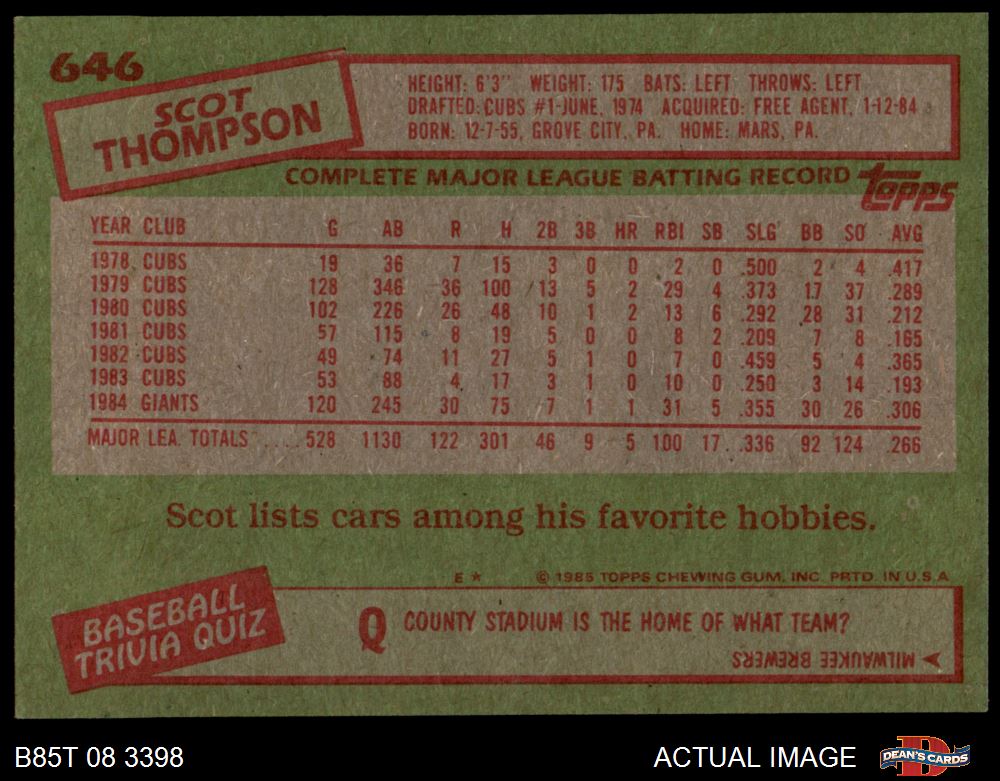 646
SCOT
THOMPSON
HEIGHT: 6'3" WEIGHT: 175 BATS: LEFT THROWS: LEFT
DRAFTED: CUBS #1-JUNE, 1974 ACQUIRED: FREE AGENT, 1-12-84
BORN: 12-7-55, GROVE CITY, PA. HOME: MARS, PA.
COMPLETE MAJOR LEAGUE BATTING RECORD topps
YEAR CLUB G AB R H 2B 3B HR RBI SB SLG BB SO AVG
1978 CUBS 19 36 7 15 3 0 0 2 0 .500 2 4 .417
1979 CUBS 128 346 36 100 13 5 2 29 4 .373 17 37 .289
1980 CUBS 102 226 26 48 10 1 2 13 6 .292 28 31 .212
1981 CUBS 57 115 8 19 5 0 0 8 2 .209 7 8 .165
1982 CUBS 49 74 11 27 5 1 0 7 0 .459 5 4 .365
1983 CUBS 53 88 4 17 3 1 0 10 0 .250 3 14 .193
1984 GIANTS 120 245 30 75 7 1 1 31 5 .355 30 26 .306
MAJOR LEA. TOTALS .... 528 1130 122 301 46 9 5 100 17 .336 92 124 .266
Scot lists cars among his favorite hobbies.
E * © 1985 TOPPS CHEWING GUM, INC. PRTD. IN U.S.A.
BASEBALL
TRIVIA QUIZ
Q COUNTY STADIUM IS THE HOME OF WHAT TEAM?
MILWAUKEE BREWERS
B85T 08 3398 ACTUAL IMAGE DEAN'S CARDS